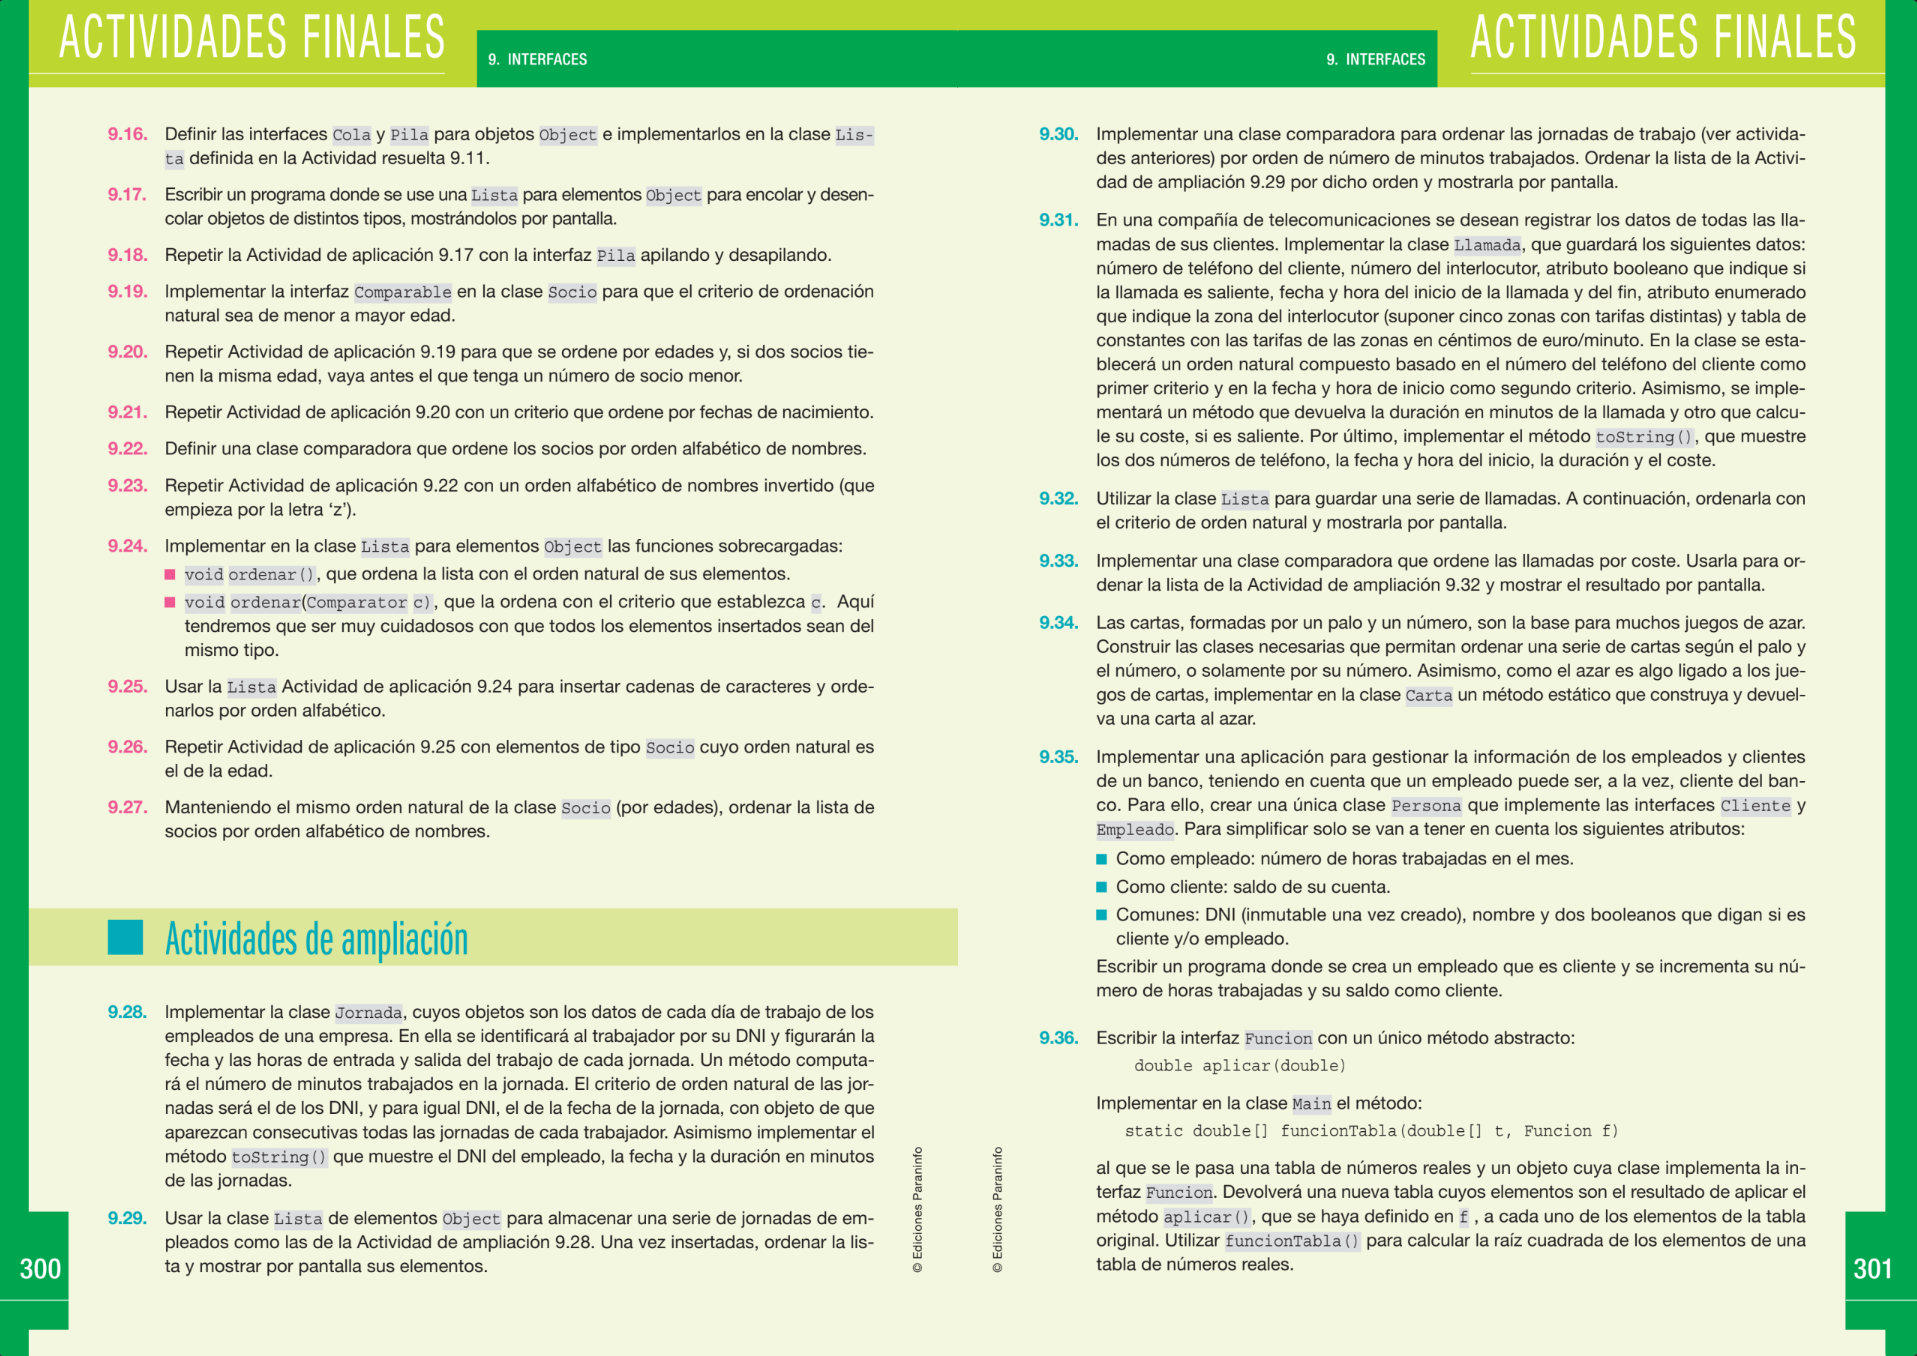 ACTIVIDADES FINALES
9. INTERFACES
9.16. Definir las interfaces Cola y Pila para objetos Object e implementarlos en la clase Lis-
ta definida en la Actividad resuelta 9.11.
9.17. Escribir un programa donde se use una Lista para elementos Object para encolar y desen-
colar objetos de distintos tipos, mostrándolos por pantalla.
9.18. Repetir la Actividad de aplicación 9.17 con la interfaz Pila apilando y desapilando.
9.19. Implementar la interfaz Comparable en la clase Socio para que el criterio de ordenación
natural sea de menor a mayor edad.
9.20. Repetir Actividad de aplicación 9.19 para que se ordene por edades y, si dos socios tie-
nen la misma edad, vaya antes el que tenga un número de socio menor.
9.21. Repetir Actividad de aplicación 9.20 con un criterio que ordene por fechas de nacimiento.
9.22. Definir una clase comparadora que ordene los socios por orden alfabético de nombres.
9.23. Repetir Actividad de aplicación 9.22 con un orden alfabético de nombres invertido (que
empieza por la letra ‘z’).
9.24. Implementar en la clase Lista para elementos Object las funciones sobrecargadas:
■ void ordenar(), que ordena la lista con el orden natural de sus elementos.
■ void ordenar(Comparator c), que la ordena con el criterio que establezca c. Aquí
tendremos que ser muy cuidadosos con que todos los elementos insertados sean del
mismo tipo.
9.25. Usar la Lista Actividad de aplicación 9.24 para insertar cadenas de caracteres y orde-
narlos por orden alfabético.
9.26. Repetir Actividad de aplicación 9.25 con elementos de tipo Socio cuyo orden natural es
el de la edad.
9.27. Manteniendo el mismo orden natural de la clase Socio (por edades), ordenar la lista de
socios por orden alfabético de nombres.
Actividades de ampliación
9.28. Implementar la clase Jornada, cuyos objetos son los datos de cada día de trabajo de los
empleados de una empresa. En ella se identificará al trabajador por su DNI y figurarán la
fecha y las horas de entrada y salida del trabajo de cada jornada. Un método computa-
rá el número de minutos trabajados en la jornada. El criterio de orden natural de las jor-
nadas será el de los DNI, y para igual DNI, el de la fecha de la jornada, con objeto de que
aparezcan consecutivas todas las jornadas de cada trabajador. Asimismo implementar el
método toString() que muestre el DNI del empleado, la fecha y la duración en minutos
de las jornadas.
9.29. Usar la clase Lista de elementos Object para almacenar una serie de jornadas de em-
pleados como las de la Actividad de ampliación 9.28. Una vez insertadas, ordenar la lis-
ta y mostrar por pantalla sus elementos.
© Ediciones Paraninfo
300
9. INTERFACES
ACTIVIDADES FINALES
9.30. Implementar una clase comparadora para ordenar las jornadas de trabajo (ver activida-
des anteriores) por orden de número de minutos trabajados. Ordenar la lista de la Activi-
dad de ampliación 9.29 por dicho orden y mostrarla por pantalla.
9.31. En una compañía de telecomunicaciones se desean registrar los datos de todas las lla-
madas de sus clientes. Implementar la clase Llamada, que guardará los siguientes datos:
número de teléfono del cliente, número del interlocutor, atributo booleano que indique si
la llamada es saliente, fecha y hora del inicio de la llamada y del fin, atributo enumerado
que indique la zona del interlocutor (suponer cinco zonas con tarifas distintas) y tabla de
constantes con las tarifas de las zonas en céntimos de euro/minuto. En la clase se esta-
blecerá un orden natural compuesto basado en el número del teléfono del cliente como
primer criterio y en la fecha y hora de inicio como segundo criterio. Asimismo, se imple-
mentará un método que devuelva la duración en minutos de la llamada y otro que calcu-
le su coste, si es saliente. Por último, implementar el método toString(), que muestre
los dos números de teléfono, la fecha y hora del inicio, la duración y el coste.
9.32. Utilizar la clase Lista para guardar una serie de llamadas. A continuación, ordenarla con
el criterio de orden natural y mostrarla por pantalla.
9.33. Implementar una clase comparadora que ordene las llamadas por coste. Usarla para or-
denar la lista de la Actividad de ampliación 9.32 y mostrar el resultado por pantalla.
9.34. Las cartas, formadas por un palo y un número, son la base para muchos juegos de azar.
Construir las clases necesarias que permitan ordenar una serie de cartas según el palo y
el número, o solamente por su número. Asimismo, como el azar es algo ligado a los jue-
gos de cartas, implementar en la clase Carta un método estático que construya y devuel-
va una carta al azar.
9.35. Implementar una aplicación para gestionar la información de los empleados y clientes
de un banco, teniendo en cuenta que un empleado puede ser, a la vez, cliente del ban-
co. Para ello, crear una única clase Persona que implemente las interfaces Cliente y
Empleado. Para simplificar solo se van a tener en cuenta los siguientes atributos:
■ Como empleado: número de horas trabajadas en el mes.
■ Como cliente: saldo de su cuenta.
■ Comunes: DNI (inmutable una vez creado), nombre y dos booleanos que digan si es
cliente y/o empleado.
Escribir un programa donde se crea un empleado que es cliente y se incrementa su nú-
mero de horas trabajadas y su saldo como cliente.
9.36. Escribir la interfaz Funcion con un único método abstracto:
double aplicar(double)
Implementar en la clase Main el método:
static double[] funcionTabla(double[] t, Funcion f)
al que se le pasa una tabla de números reales y un objeto cuya clase implementa la in-
terfaz Funcion. Devolverá una nueva tabla cuyos elementos son el resultado de aplicar el
método aplicar(), que se haya definido en f , a cada uno de los elementos de la tabla
original. Utilizar funcionTabla() para calcular la raíz cuadrada de los elementos de una
tabla de números reales.
© Ediciones Paraninfo
301